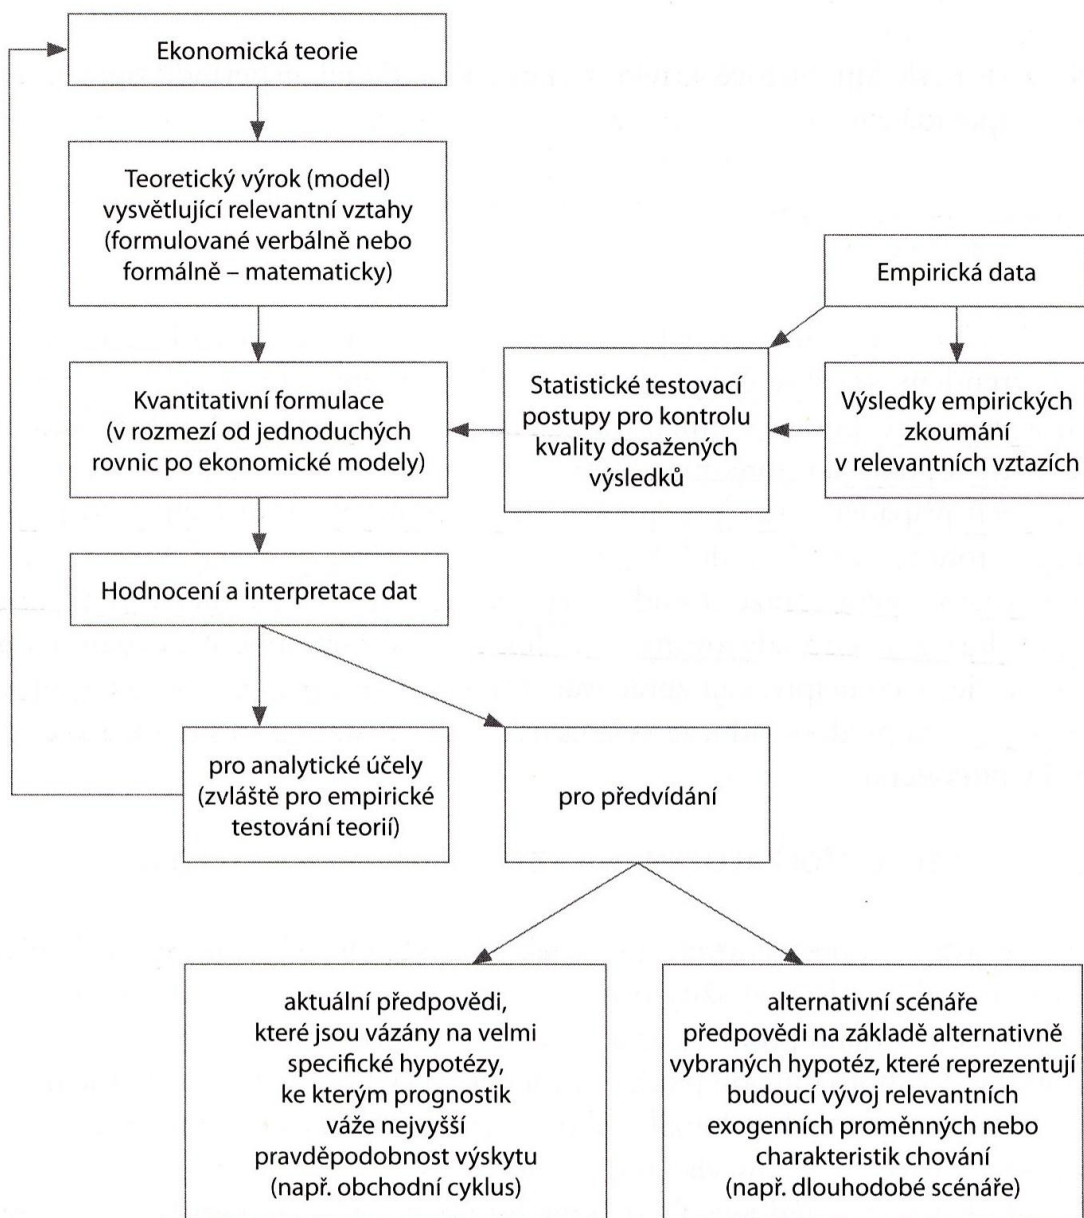 Ekonomická teorie
Teoretický výrok (model)
vysvětlující relevantní vztahy
(formulované verbálně nebo
formálně – matematicky)
Empirická data
Kvantitativní formulace
(v rozmezí od jednoduchých
rovnic po ekonomické modely)
Statistické testovací
postupy pro kontrolu
kvality dosažených
výsledků
Výsledky empirických
zkoumání
v relevantních vztazích
Hodnocení a interpretace dat
pro analytické účely
(zvláště pro empirické
testování teorií)
pro předvídání
aktuální předpovědi,
které jsou vázány na velmi
specifické hypotézy,
ke kterým prognostik
váže nejvyšší
pravděpodobnost výskytu
(např. obchodní cyklus)
alternativní scénáře
předpovědi na základě alternativně
vybraných hypotéz, které reprezentují
budoucí vývoj relevantních
exogenních proměnných nebo
charakteristik chování
(např. dlouhodobé scénáře)